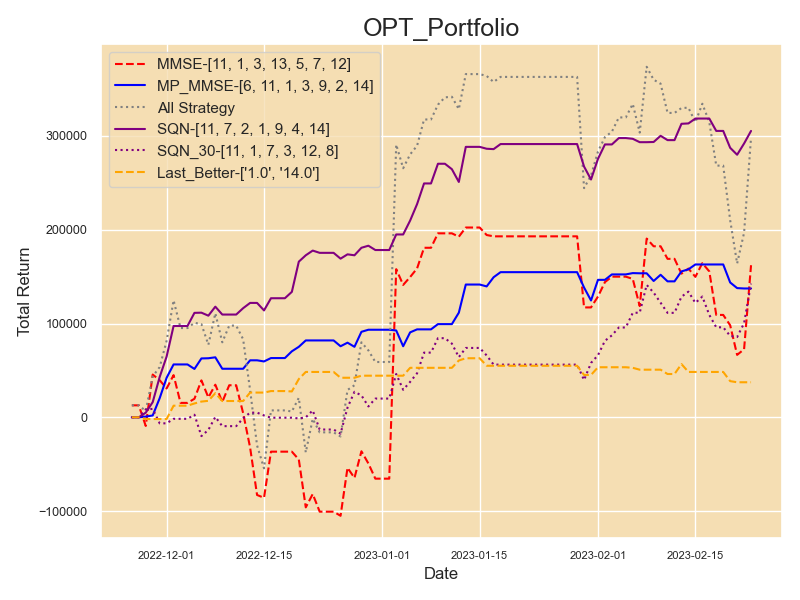 OPT_Portfolio
MMSE-[11, 1, 3, 13, 5, 7, 12]
MP_MMSE-[6, 11, 1, 3, 9, 2, 14]
All Strategy
SQN-[11, 7, 2, 1, 9, 4, 14]
SQN_30-[11, 1, 7, 3, 12, 8]
Last_Better-['1.0', '14.0']
Total Return
300000
200000
100000
0
−100000
2022-12-01 2022-12-15 2023-01-01 2023-01-15 2023-02-01 2023-02-15
Date